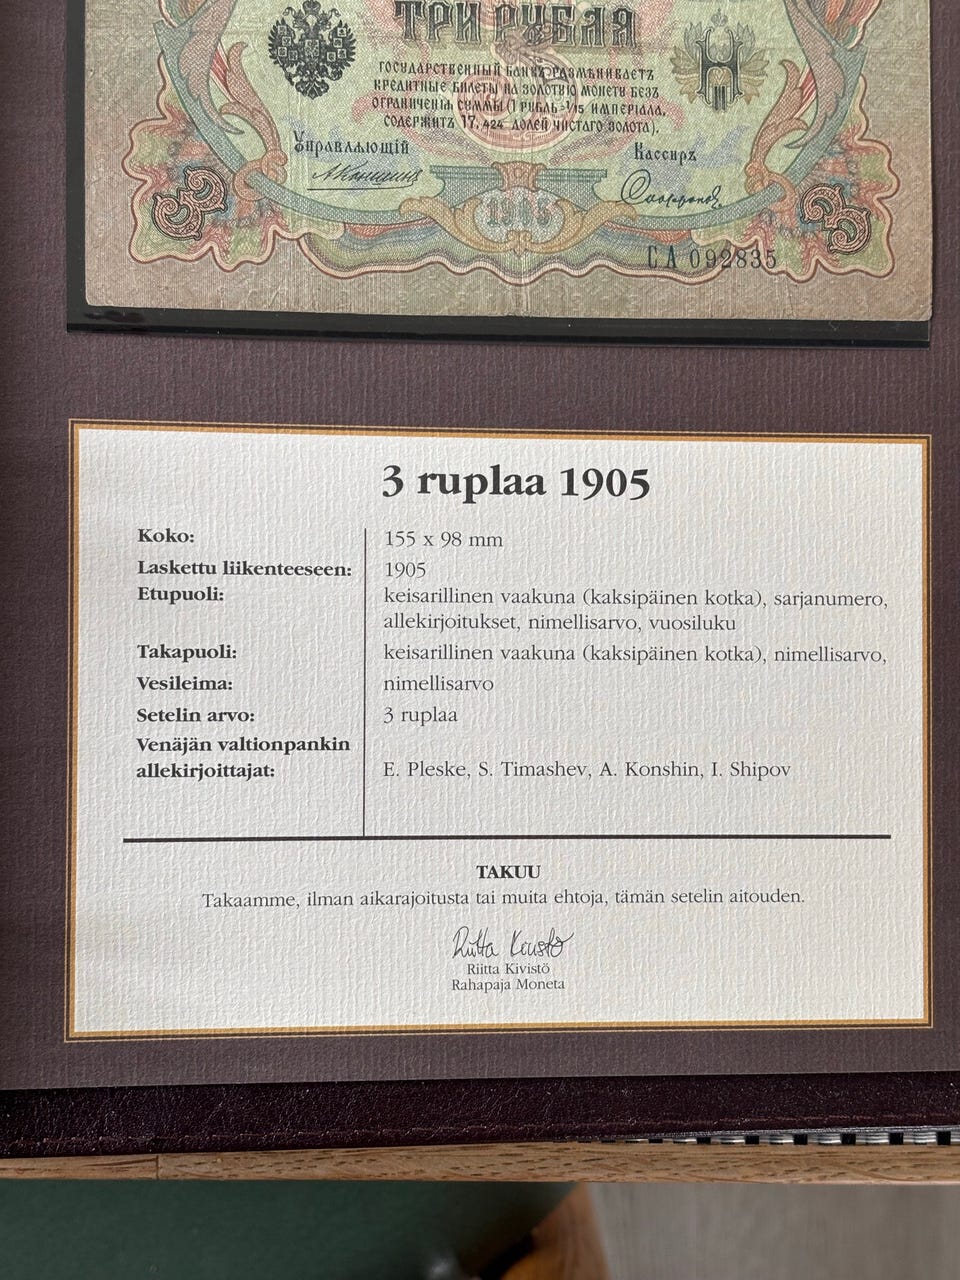 ТРИ РУБЛЯ
ГОСУДАРСТВЕННЫЙ БАНКЪ РАЗМѢНИВАЕТЪ
КРЕДИТНЫЕ БИЛЕТЫ НА ЗОЛОТУЮ МОНЕТУ БЕЗЪ
ОГРАНИЧЕНІЯ СУММЫ (1 РУБЛЬ = 1/15 ИМПЕРІАЛА,
СОДЕРЖИТЪ 17,424 ДОЛЕЙ ЧИСТАГО ЗОЛОТА).
Управляющій
Кассиръ
3
1905
3
СА 092835
3 ruplaa 1905
Koko: 155 x 98 mm
Laskettu liikenteeseen: 1905
Etupuoli: keisarillinen vaakuna (kaksipäinen kotka), sarjanumero,
allekirjoitukset, nimellisarvo, vuosiluku
Takapuoli: keisarillinen vaakuna (kaksipäinen kotka), nimellisarvo,
Vesileima: nimellisarvo
Setelin arvo: 3 ruplaa
Venäjän valtionpankin
allekirjoittajat: E. Pleske, S. Timashev, A. Konshin, I. Shipov
TAKUU
Takaamme, ilman aikarajoitusta tai muita ehtoja, tämän setelin aitouden.
Riitta Kivistö
Riitta Kivistö
Rahapaja Moneta